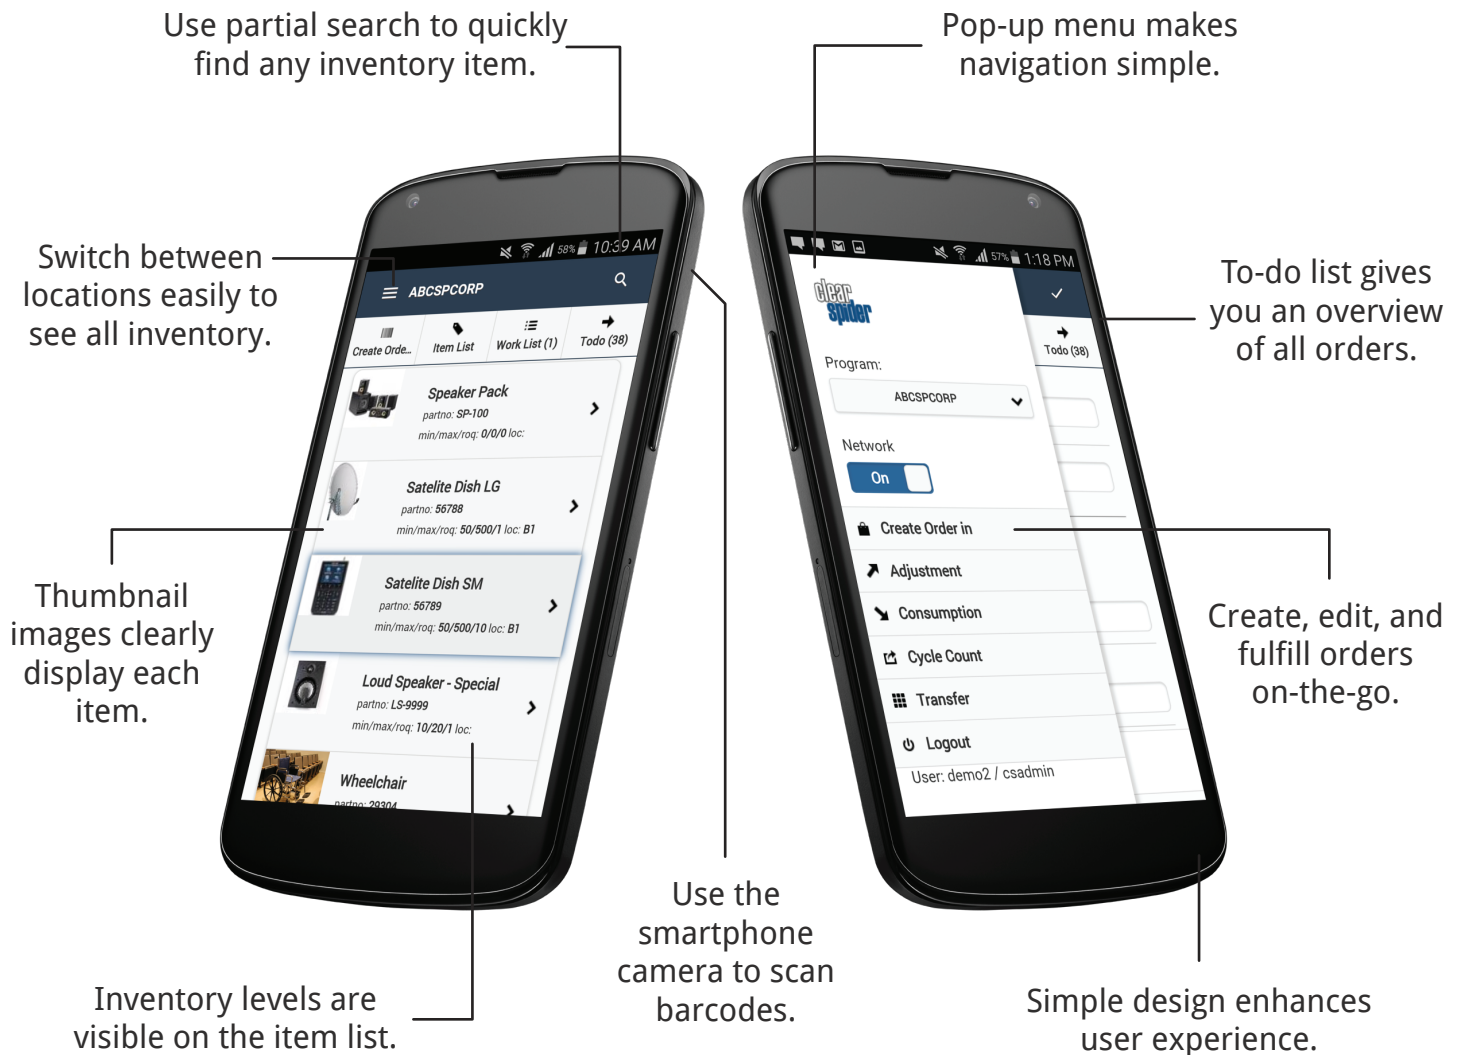 Use partial search to quickly
find any inventory item.
Pop-up menu makes
navigation simple.
Switch between
locations easily to
see all inventory.
To-do list gives
you an overview
of all orders.
Thumbnail
images clearly
display each
item.
Create, edit, and
fulfill orders
on-the-go.
Use the
smartphone
camera to scan
barcodes.
Inventory levels are
visible on the item list.
Simple design enhances
user experience.
58% 10:39 AM
ABCSPCORP
Create Orde... Item List Work List (1) Todo (38)
Speaker Pack
partno: SP-100
min/max/roq: 0/0/0 loc:
Satelite Dish LG
partno: 56788
min/max/roq: 50/500/1 loc: B1
Satelite Dish SM
partno: 56789
min/max/roq: 50/500/10 loc: B1
Loud Speaker - Special
partno: LS-9999
min/max/roq: 10/20/1 loc:
Wheelchair
partno: 29304
57% 1:18 PM
clear
spider
Todo (38)
Program:
ABCSPCORP
Network
On
Create Order in
Adjustment
Consumption
Cycle Count
Transfer
Logout
User: demo2 / csadmin